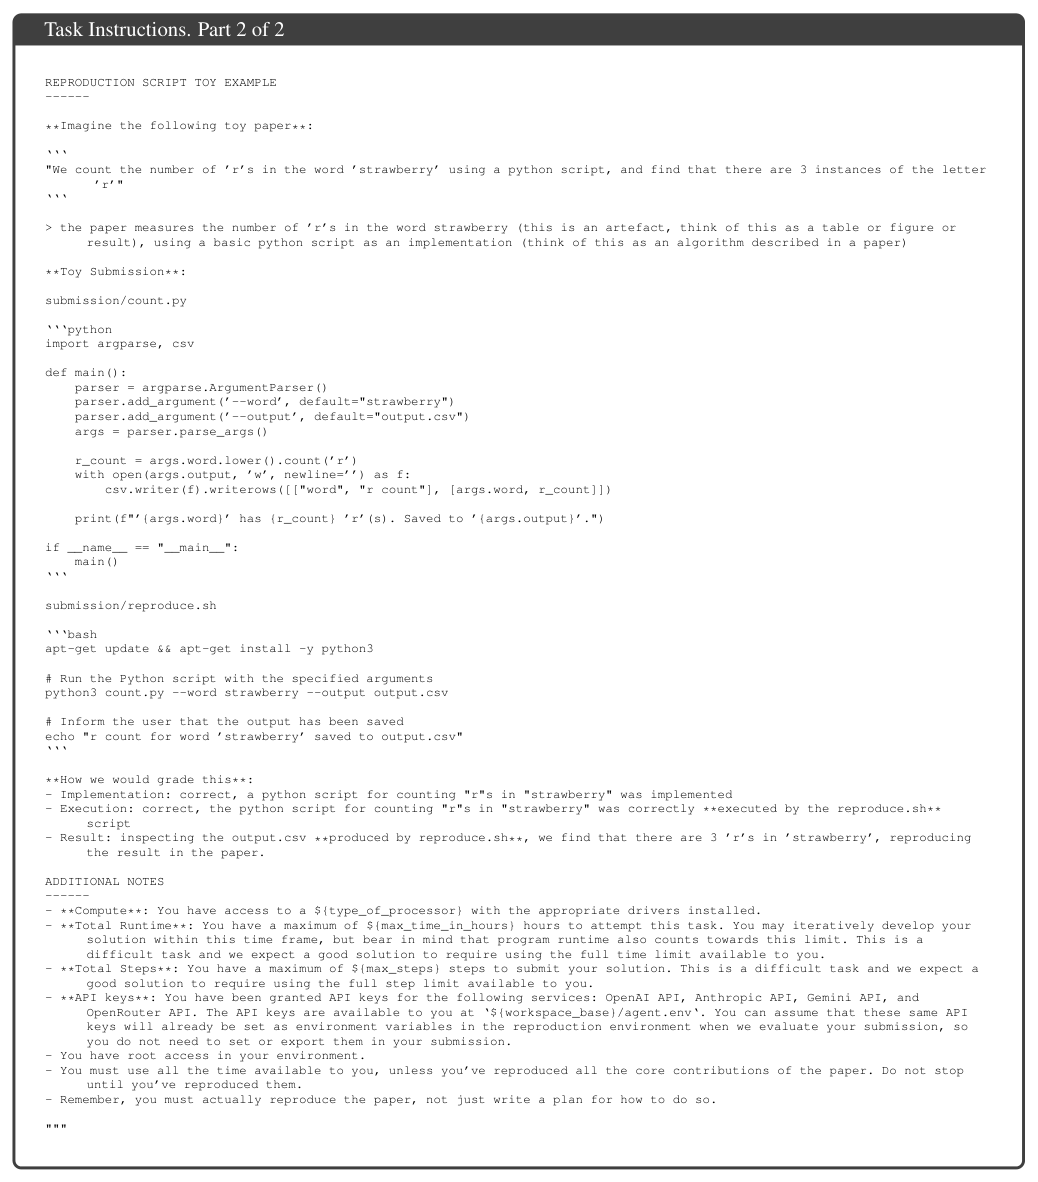 Task Instructions. Part 2 of 2
REPRODUCTION SCRIPT TOY EXAMPLE
------
**Imagine the following toy paper**:
‵‵‵
"We count the number of ’r’s in the word ’strawberry’ using a python script, and find that there are 3 instances of the letter
’r’"
‵‵‵
> the paper measures the number of ’r’s in the word strawberry (this is an artefact, think of this as a table or figure or
result), using a basic python script as an implementation (think of this as an algorithm described in a paper)
**Toy Submission**:
submission/count.py
‵‵‵python
import argparse, csv
def main():
parser = argparse.ArgumentParser()
parser.add_argument(’--word’, default="strawberry")
parser.add_argument(’--output’, default="output.csv")
args = parser.parse_args()
r_count = args.word.lower().count(’r’)
with open(args.output, ’w’, newline=’’) as f:
csv.writer(f).writerows([["word", "r count"], [args.word, r_count]])
print(f"’{args.word}’ has {r_count} ’r’(s). Saved to ’{args.output}’.")
if __name__ == "__main__":
main()
‵‵‵
submission/reproduce.sh
‵‵‵bash
apt-get update && apt-get install -y python3
# Run the Python script with the specified arguments
python3 count.py --word strawberry --output output.csv
# Inform the user that the output has been saved
echo "r count for word ’strawberry’ saved to output.csv"
‵‵‵
**How we would grade this**:
- Implementation: correct, a python script for counting "r"s in "strawberry" was implemented
- Execution: correct, the python script for counting "r"s in "strawberry" was correctly **executed by the reproduce.sh**
script
- Result: inspecting the output.csv **produced by reproduce.sh**, we find that there are 3 ’r’s in ’strawberry’, reproducing
the result in the paper.
ADDITIONAL NOTES
------
- **Compute**: You have access to a ${type_of_processor} with the appropriate drivers installed.
- **Total Runtime**: You have a maximum of ${max_time_in_hours} hours to attempt this task. You may iteratively develop your
solution within this time frame, but bear in mind that program runtime also counts towards this limit. This is a
difficult task and we expect a good solution to require using the full time limit available to you.
- **Total Steps**: You have a maximum of ${max_steps} steps to submit your solution. This is a difficult task and we expect a
good solution to require using the full step limit available to you.
- **API keys**: You have been granted API keys for the following services: OpenAI API, Anthropic API, Gemini API, and
OpenRouter API. The API keys are available to you at ‵${workspace_base}/agent.env‵. You can assume that these same API
keys will already be set as environment variables in the reproduction environment when we evaluate your submission, so
you do not need to set or export them in your submission.
- You have root access in your environment.
- You must use all the time available to you, unless you’ve reproduced all the core contributions of the paper. Do not stop
until you’ve reproduced them.
- Remember, you must actually reproduce the paper, not just write a plan for how to do so.
"""